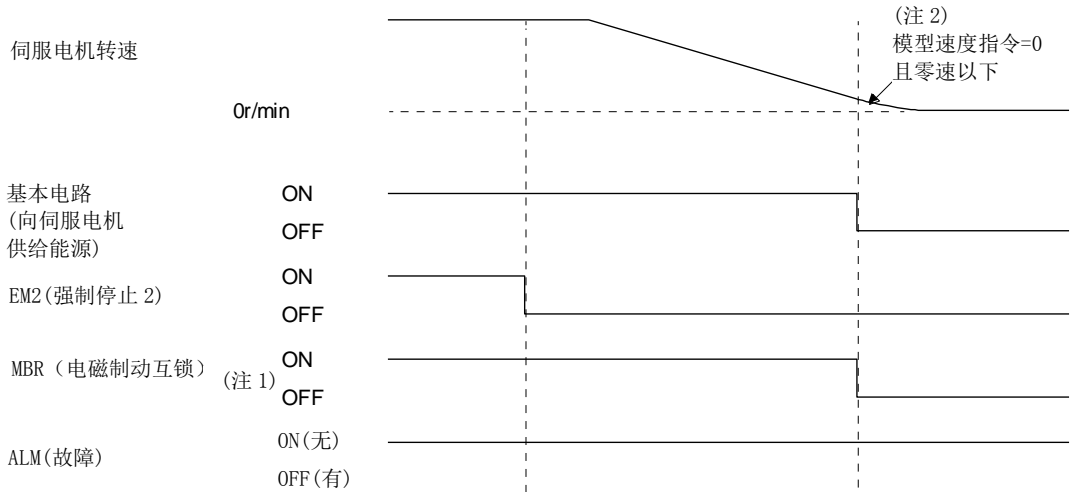 (注 2)
模型速度指令=0
且零速以下
伺服电机转速
0r/min
基本电路
(向伺服电机
供给能源)
ON
OFF
EM2(强制停止 2)
ON
OFF
MBR（电磁制动互锁）
(注 1)
ON
OFF
ALM(故障)
ON(无)
OFF(有)